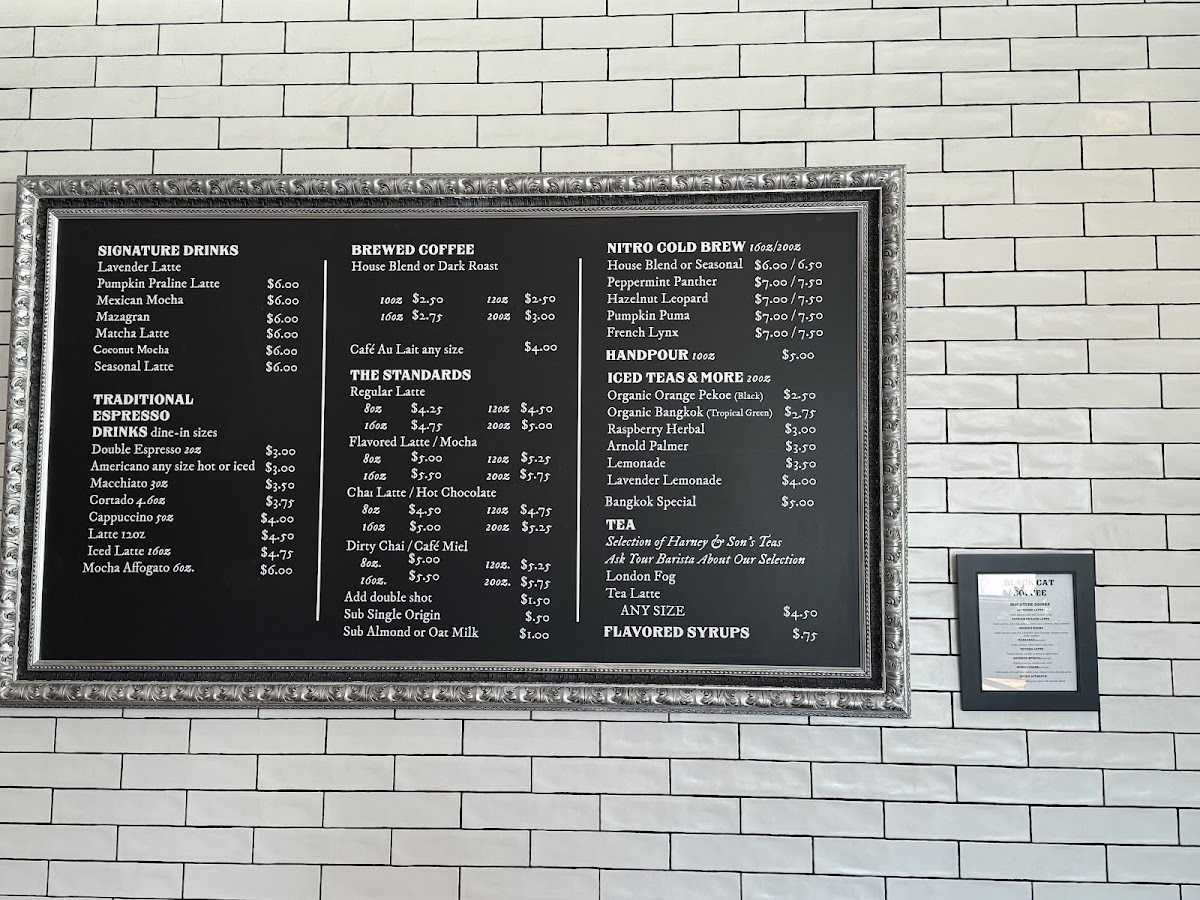 SIGNATURE DRINKS
Lavender Latte
Pumpkin Praline Latte $6.00
Mexican Mocha $6.00
Mazagran $6.00
Matcha Latte $6.00
Coconut Mocha $6.00
Seasonal Latte $6.00
TRADITIONAL
ESPRESSO
DRINKS dine-in sizes
Double Espresso 2oz $3.00
Americano any size hot or iced $3.00
Macchiato 3oz $3.50
Cortado 4.6oz $3.75
Cappuccino 5oz $4.00
Latte 12oz $4.50
Iced Latte 16oz $4.75
Mocha Affogato 6oz. $6.00
BREWED COFFEE
House Blend or Dark Roast
10oz $2.50 12oz $2.50
16oz $2.75 20oz $3.00
Café Au Lait any size $4.00
THE STANDARDS
Regular Latte
8oz $4.25 12oz $4.50
16oz $4.75 20oz $5.00
Flavored Latte / Mocha
8oz $5.00 12oz $5.25
16oz $5.50 20oz $5.75
Chai Latte / Hot Chocolate
8oz $4.50 12oz $4.75
16oz $5.00 20oz $5.25
Dirty Chai / Café Miel
8oz. $5.00 12oz. $5.25
16oz. $5.50 20oz. $5.75
Add double shot $1.50
Sub Single Origin $.50
Sub Almond or Oat Milk $1.00
NITRO COLD BREW 16oz/20oz
House Blend or Seasonal $6.00 / 6.50
Peppermint Panther $7.00 / 7.50
Hazelnut Leopard $7.00 / 7.50
Pumpkin Puma $7.00 / 7.50
French Lynx $7.00 / 7.50
HANDPOUR 10oz $5.00
ICED TEAS & MORE 20oz
Organic Orange Pekoe (Black) $2.50
Organic Bangkok (Tropical Green) $2.75
Raspberry Herbal $3.00
Arnold Palmer $3.50
Lemonade $3.50
Lavender Lemonade $4.00
Bangkok Special $5.00
TEA
Selection of Harney & Son's Teas
Ask Your Barista About Our Selection
London Fog
Tea Latte
ANY SIZE $4.50
FLAVORED SYRUPS $.75
BLACK CAT
COFFEE
SIGNATURE DRINKS